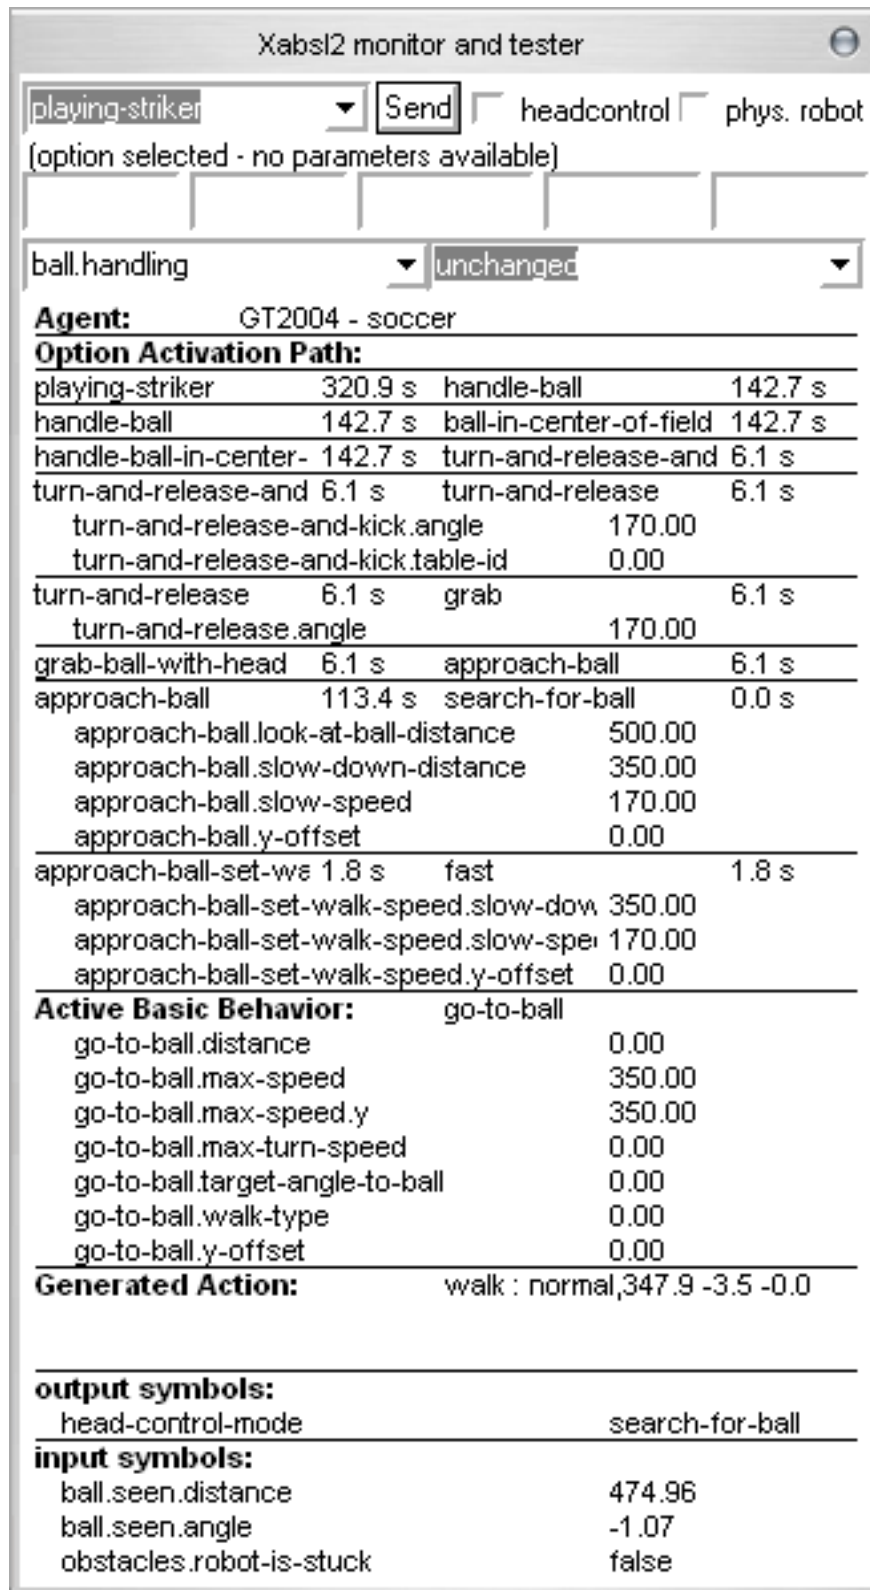 Xabsl2 monitor and tester
playing-striker Send headcontrol phys. robot
(option selected - no parameters available)
ball.handling unchanged
Agent: GT2004 - soccer
Option Activation Path:
playing-striker 320.9 s handle-ball 142.7 s
handle-ball 142.7 s ball-in-center-of-field 142.7 s
handle-ball-in-center- 142.7 s turn-and-release-and 6.1 s
turn-and-release-and 6.1 s turn-and-release 6.1 s
turn-and-release-and-kick.angle 170.00
turn-and-release-and-kick.table-id 0.00
turn-and-release 6.1 s grab 6.1 s
turn-and-release.angle 170.00
grab-ball-with-head 6.1 s approach-ball 6.1 s
approach-ball 113.4 s search-for-ball 0.0 s
approach-ball.look-at-ball-distance 500.00
approach-ball.slow-down-distance 350.00
approach-ball.slow-speed 170.00
approach-ball.y-offset 0.00
approach-ball-set-wa 1.8 s fast 1.8 s
approach-ball-set-walk-speed.slow-dow 350.00
approach-ball-set-walk-speed.slow-spe 170.00
approach-ball-set-walk-speed.y-offset 0.00
Active Basic Behavior: go-to-ball
go-to-ball.distance 0.00
go-to-ball.max-speed 350.00
go-to-ball.max-speed.y 350.00
go-to-ball.max-turn-speed 0.00
go-to-ball.target-angle-to-ball 0.00
go-to-ball.walk-type 0.00
go-to-ball.y-offset 0.00
Generated Action: walk : normal,347.9 -3.5 -0.0
output symbols:
head-control-mode search-for-ball
input symbols:
ball.seen.distance 474.96
ball.seen.angle -1.07
obstacles.robot-is-stuck false